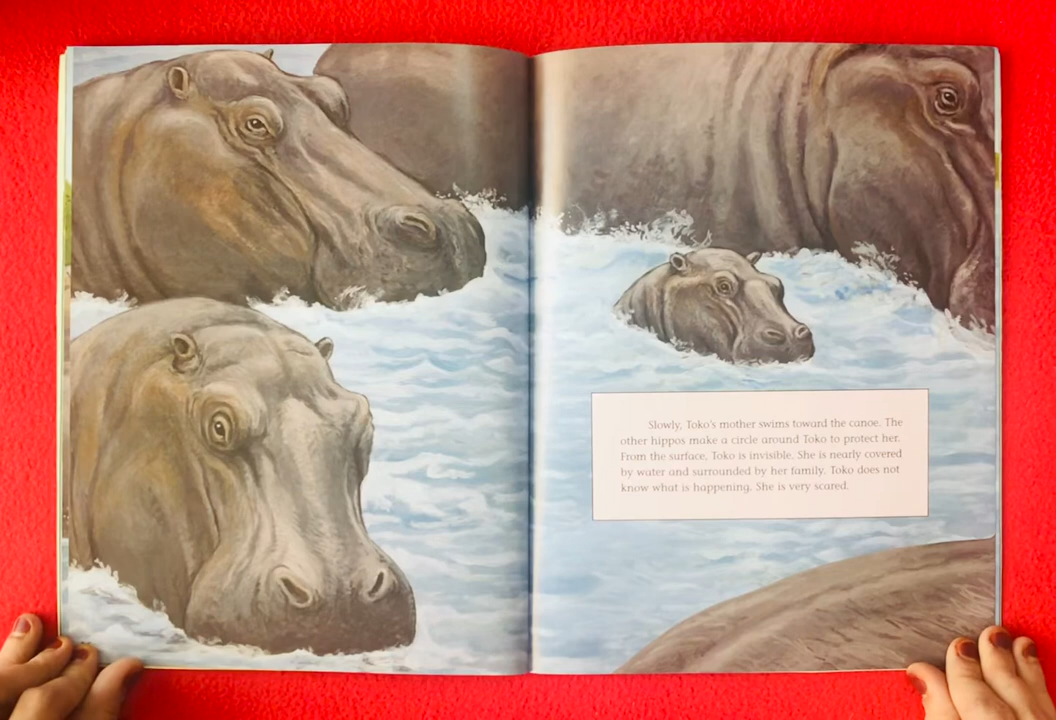 Slowly, Toko's mother swims toward the canoe. The
other hippos make a circle around Toko to protect her.
From the surface, Toko is invisible. She is nearly covered
by water and surrounded by her family. Toko does not
know what is happening. She is very scared.